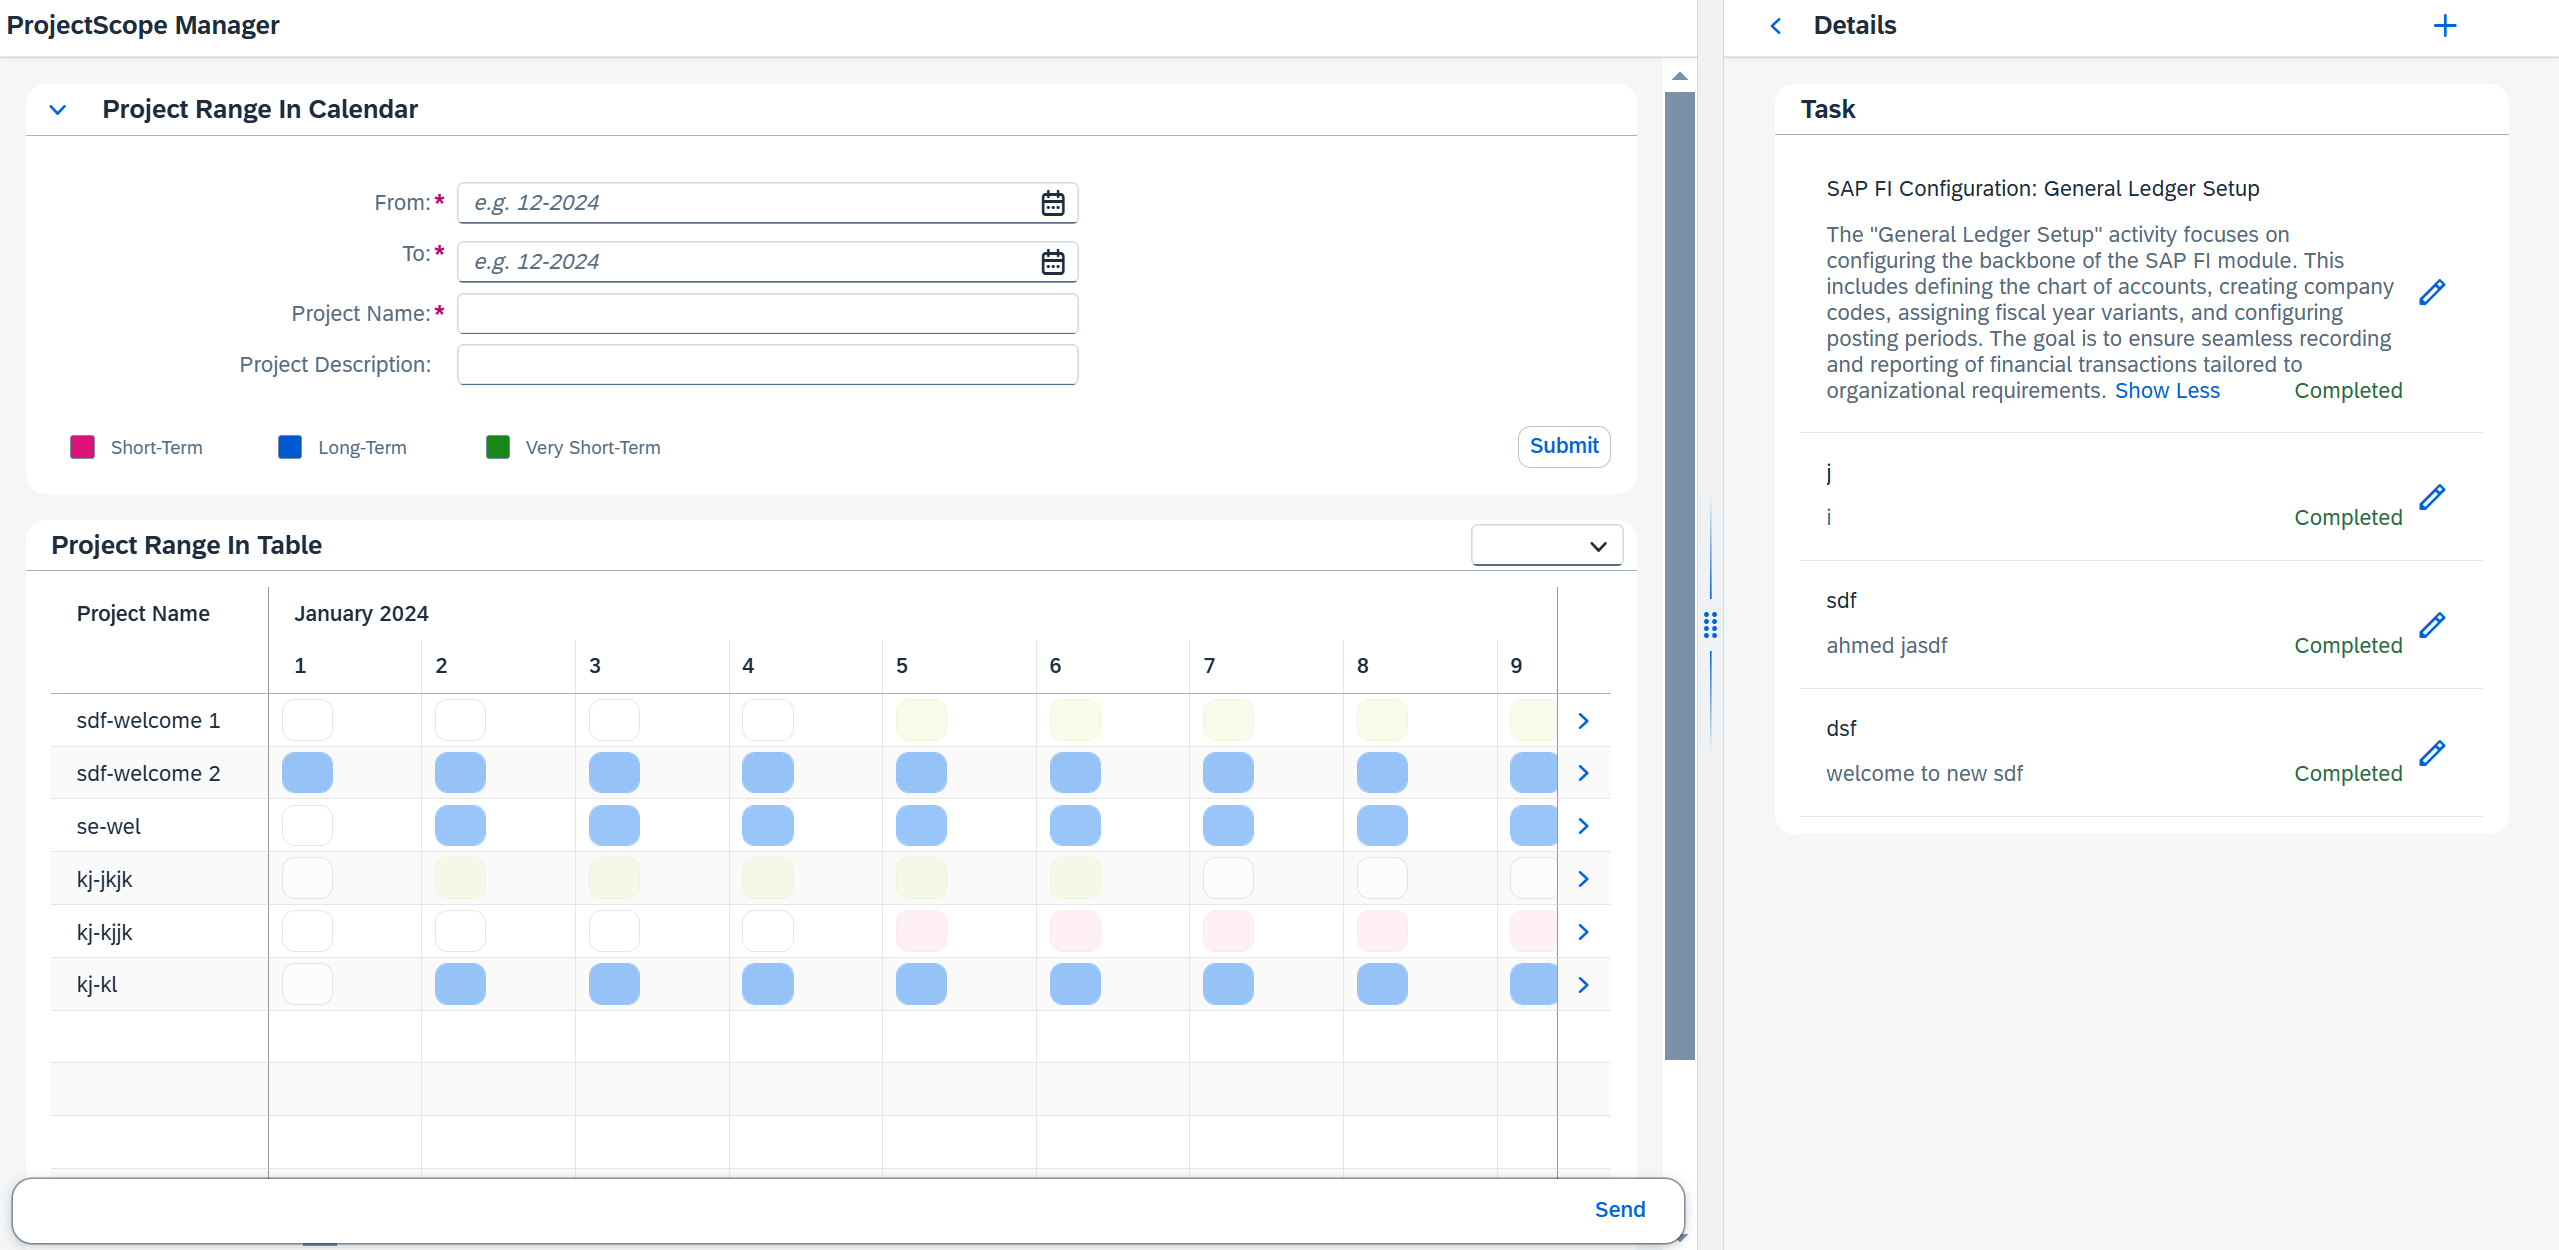 ProjectScope Manager
Details
Project Range In Calendar
From:*
e.g. 12-2024
To:*
e.g. 12-2024
Project Name:*
Project Description:
Short-Term
Long-Term
Very Short-Term
Submit
Project Range In Table
Project Name
January 2024
1 2 3 4 5 6 7 8 9
sdf-welcome 1
sdf-welcome 2
se-wel
kj-jkjk
kj-kjjk
kj-kl
Send
Task
SAP FI Configuration: General Ledger Setup
The "General Ledger Setup" activity focuses on
configuring the backbone of the SAP FI module. This
includes defining the chart of accounts, creating company
codes, assigning fiscal year variants, and configuring
posting periods. The goal is to ensure seamless recording
and reporting of financial transactions tailored to
organizational requirements. Show Less
Completed
j
i
Completed
sdf
ahmed jasdf
Completed
dsf
welcome to new sdf
Completed